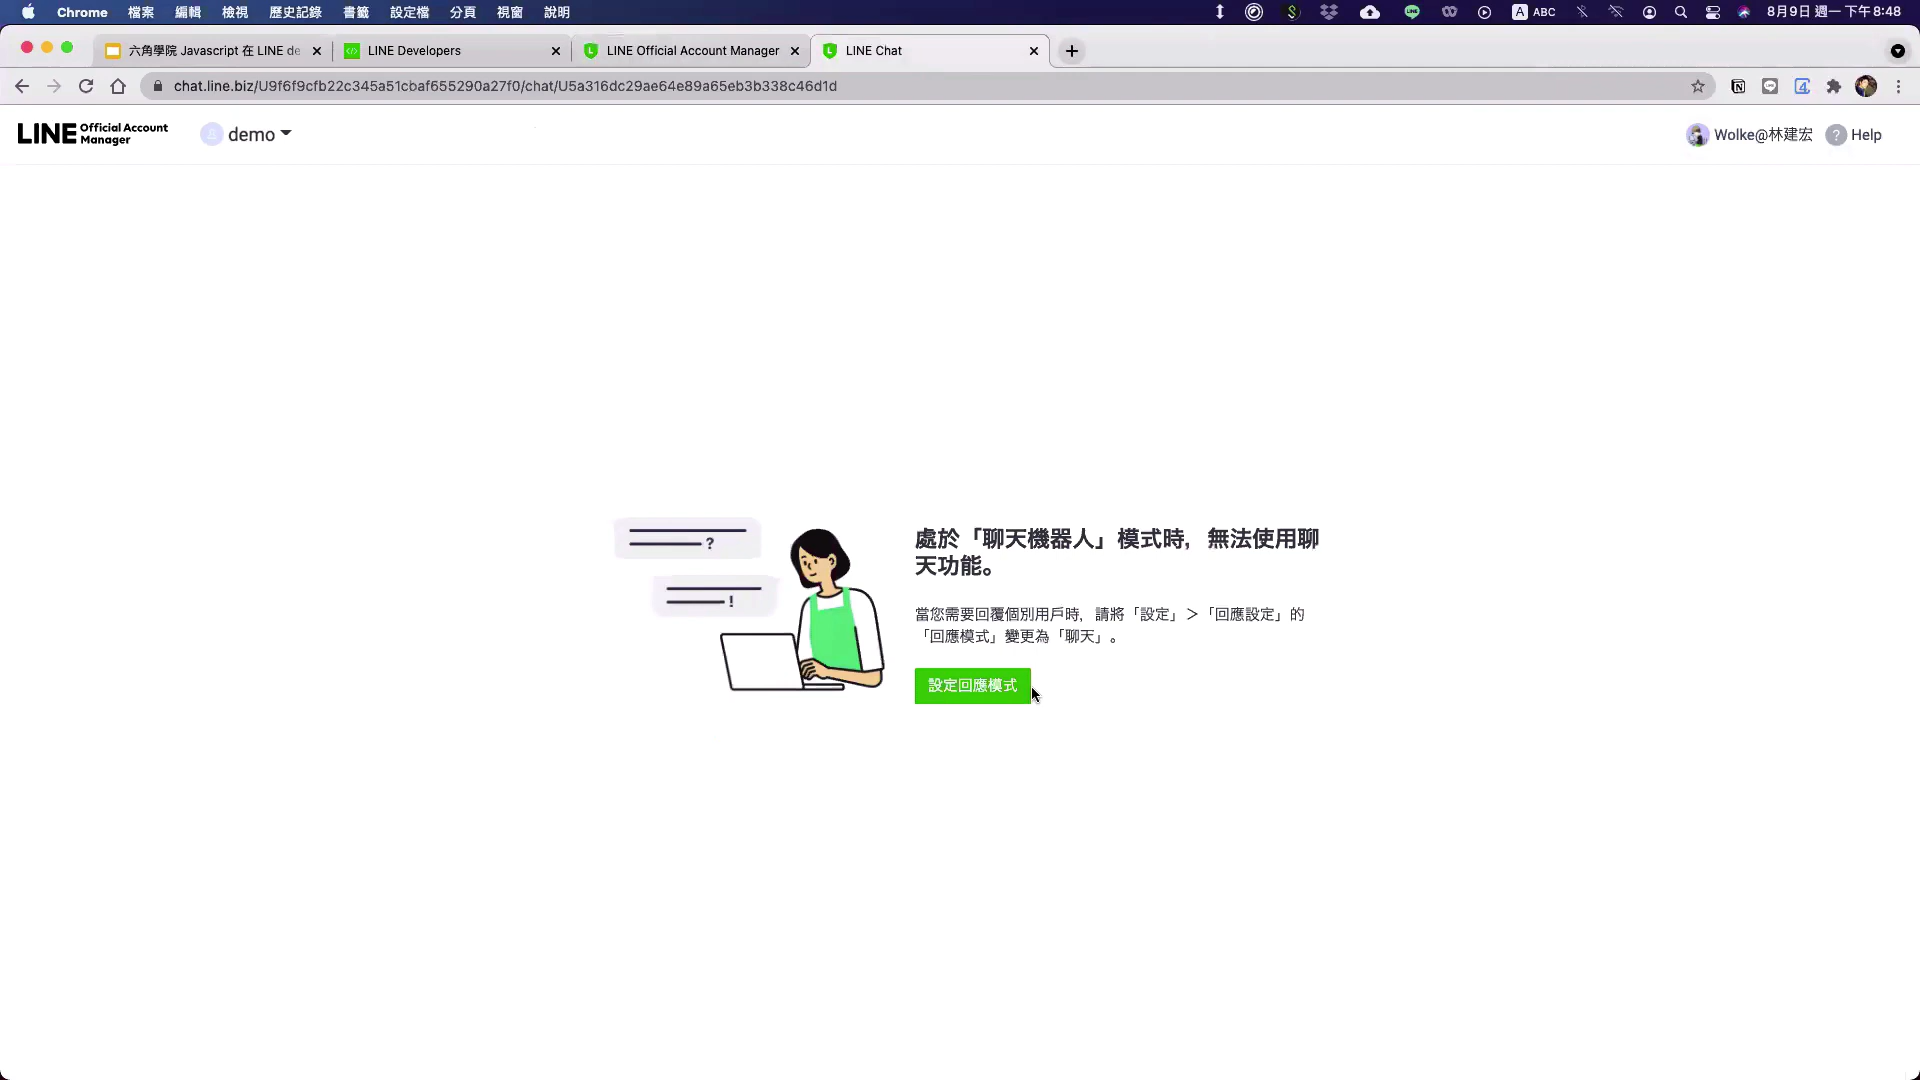 Chrome 檔案 編輯 檢視 歷史記錄 書籤 設定檔 分頁 視窗 說明 A ABC 8月9日 週一 下午8:48
六角學院 Javascript 在 LINE de LINE Developers LINE Official Account Manager LINE Chat
chat.line.biz/U9f6f9cfb22c345a51cbaf655290a27f0/chat/U5a316dc29ae64e89a65eb3b338c46d1d
LINE Official Account Manager demo Wolke@林建宏 ? Help
處於「聊天機器人」模式時，無法使用聊
天功能。
當您需要回覆個別用戶時，請將「設定」＞「回應設定」的
「回應模式」變更為「聊天」。
設定回應模式
?
!